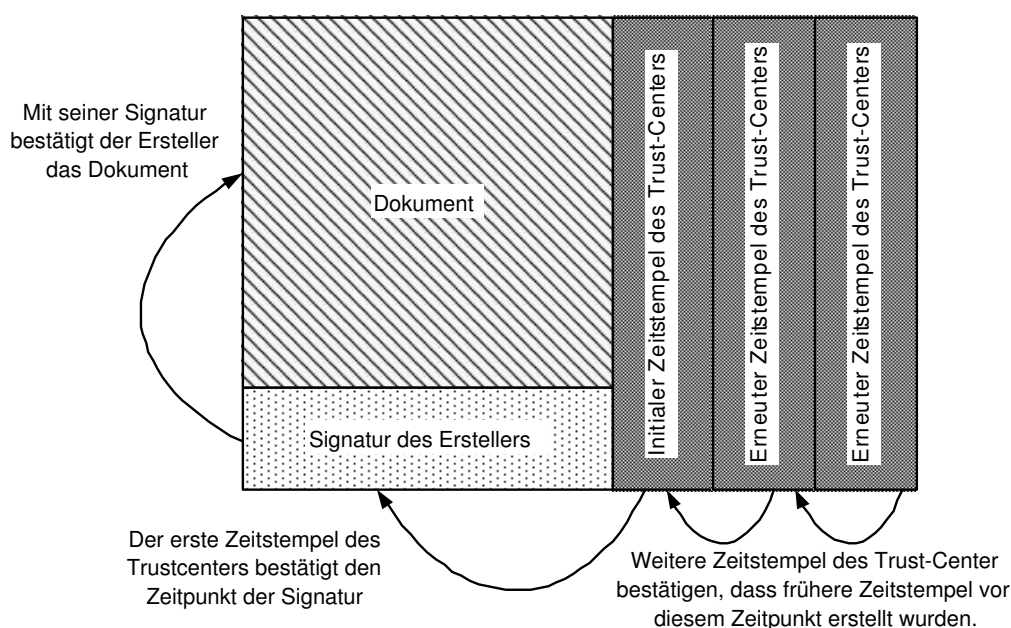 Mit seiner Signatur
bestätigt der Ersteller
das Dokument
Dokument
Signatur des Erstellers
Initialer Zeitstempel des Trust-Centers
Erneuter Zeitstempel des Trust-Centers
Erneuter Zeitstempel des Trust-Centers
Der erste Zeitstempel des
Trustcenters bestätigt den
Zeitpunkt der Signatur
Weitere Zeitstempel des Trust-Center
bestätigen, dass frühere Zeitstempel vor
diesem Zeitpunkt erstellt wurden.